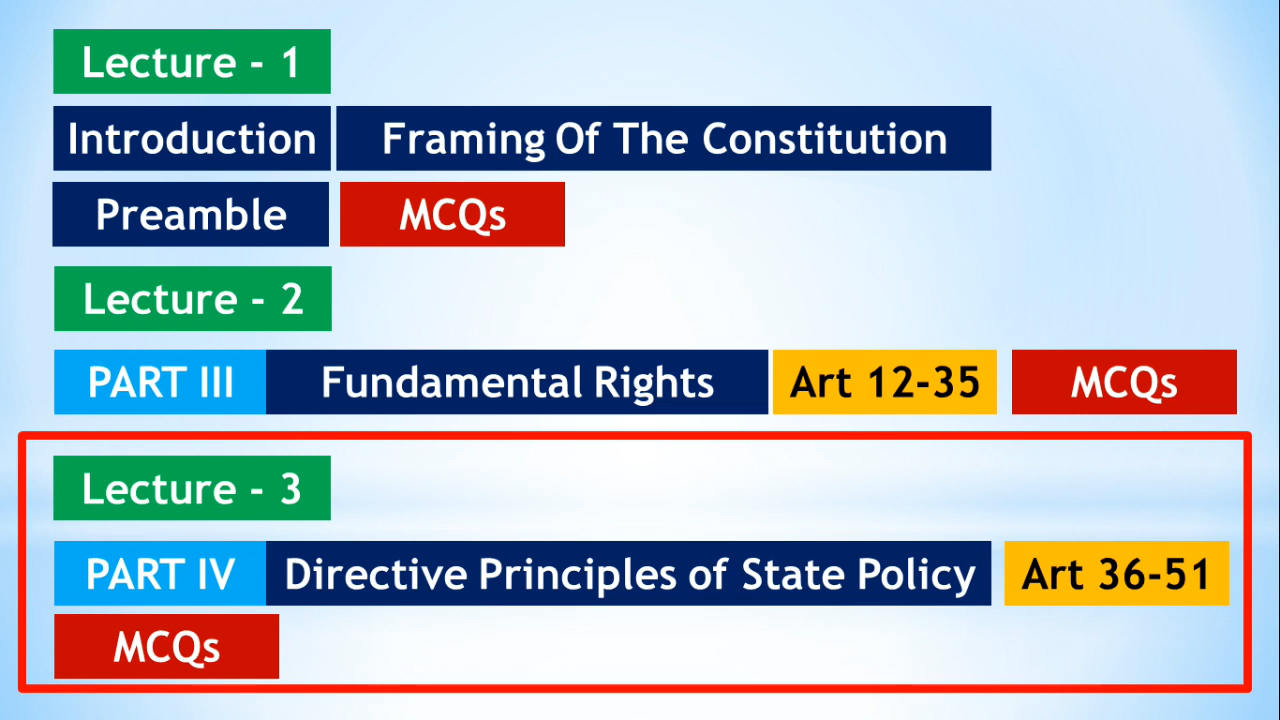 Lecture - 1
Introduction Framing Of The Constitution
Preamble MCQs
Lecture - 2
PART III Fundamental Rights Art 12-35 MCQs
Lecture - 3
PART IV Directive Principles of State Policy Art 36-51
MCQs